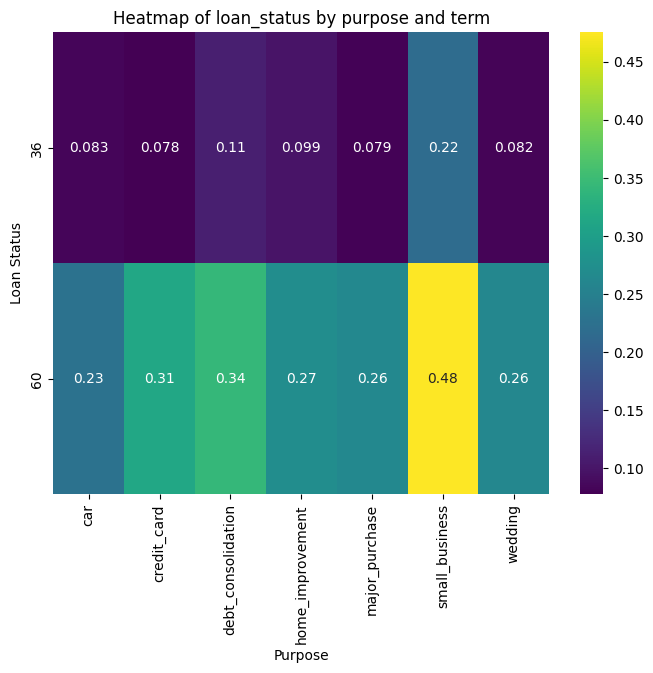 Heatmap of loan_status by purpose and term
Loan Status
36
0.083 0.078 0.11 0.099 0.079 0.22 0.082
60
0.23 0.31 0.34 0.27 0.26 0.48 0.26
car
credit_card
debt_consolidation
home_improvement
major_purchase
small_business
wedding
Purpose
0.45
0.40
0.35
0.30
0.25
0.20
0.15
0.10